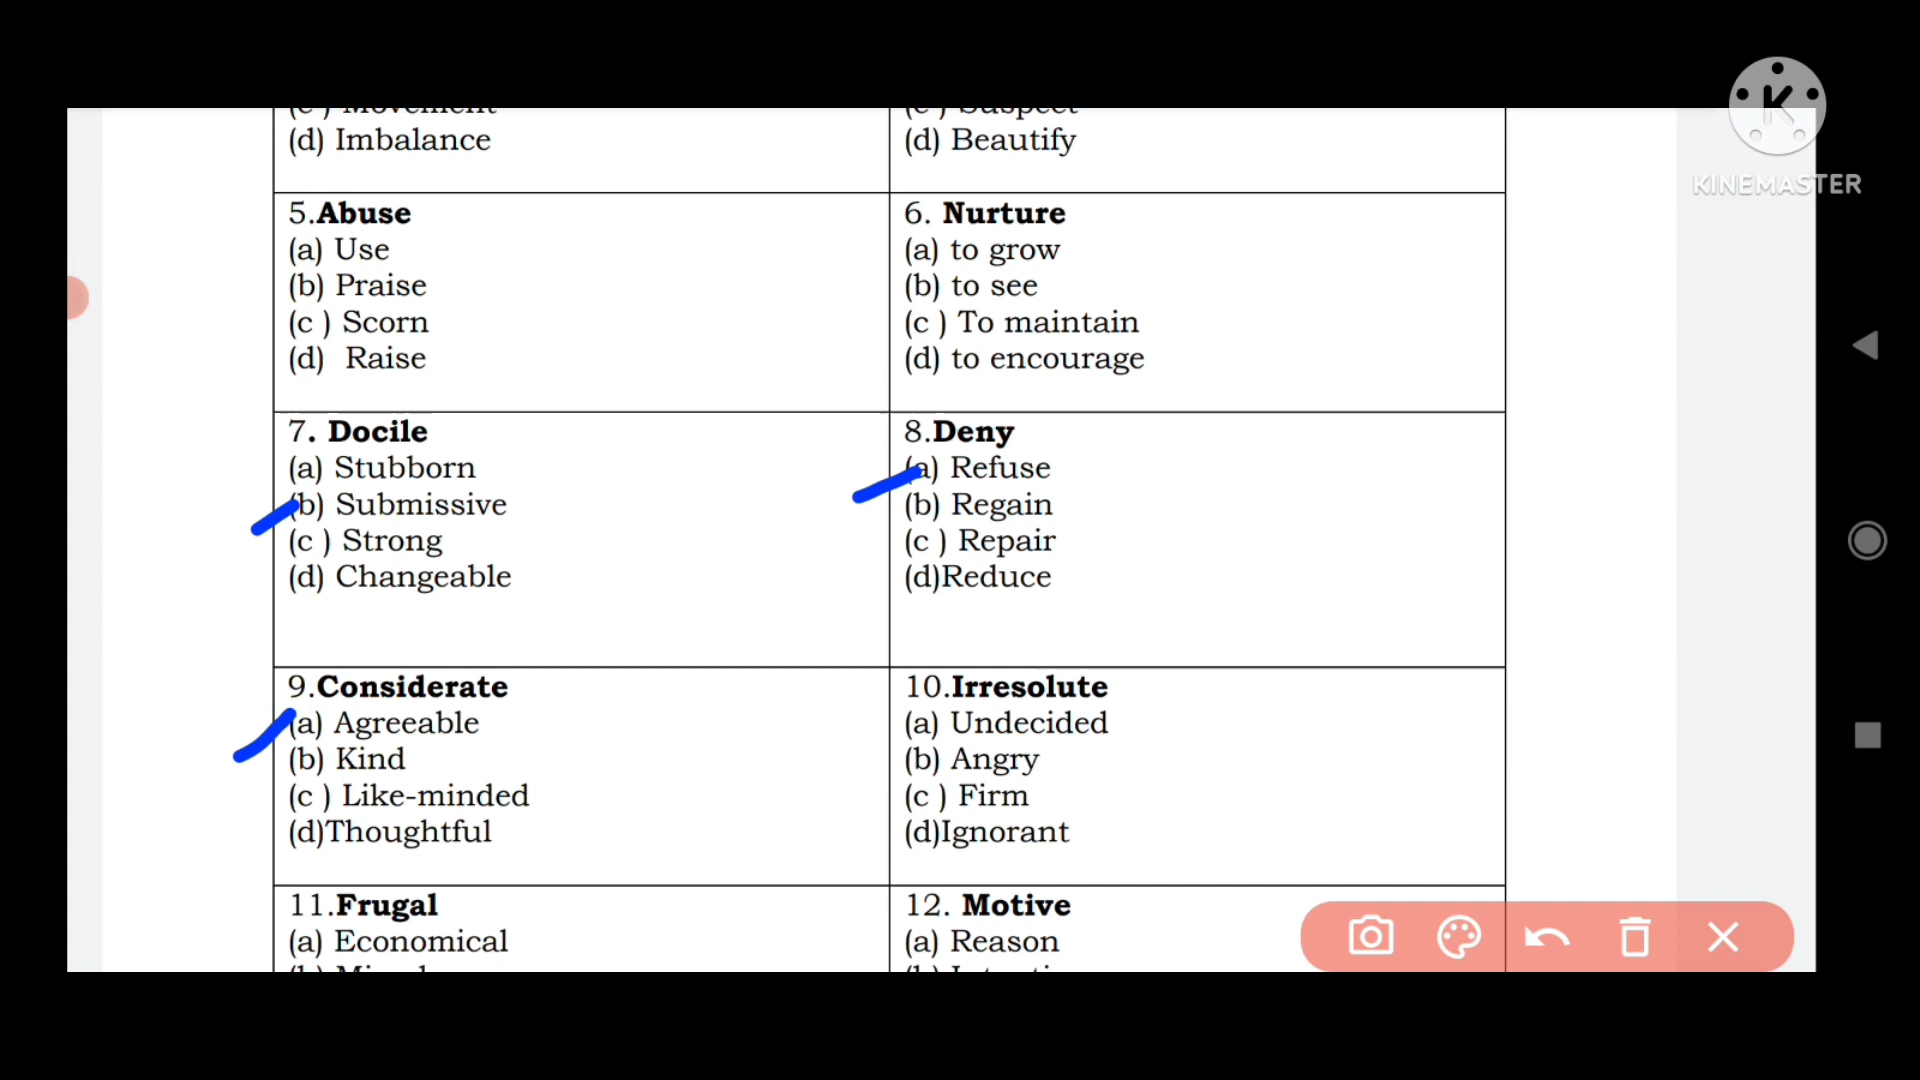 (c ) Movement
(d) Imbalance
(c ) Suspect
(d) Beautify
5.Abuse
(a) Use
(b) Praise
(c ) Scorn
(d) Raise
6. Nurture
(a) to grow
(b) to see
(c ) To maintain
(d) to encourage
7. Docile
(a) Stubborn
(b) Submissive
(c ) Strong
(d) Changeable
8.Deny
(a) Refuse
(b) Regain
(c ) Repair
(d)Reduce
9.Considerate
(a) Agreeable
(b) Kind
(c ) Like-minded
(d)Thoughtful
10.Irresolute
(a) Undecided
(b) Angry
(c ) Firm
(d)Ignorant
11.Frugal
(a) Economical
12. Motive
(a) Reason
K
KINEMASTER